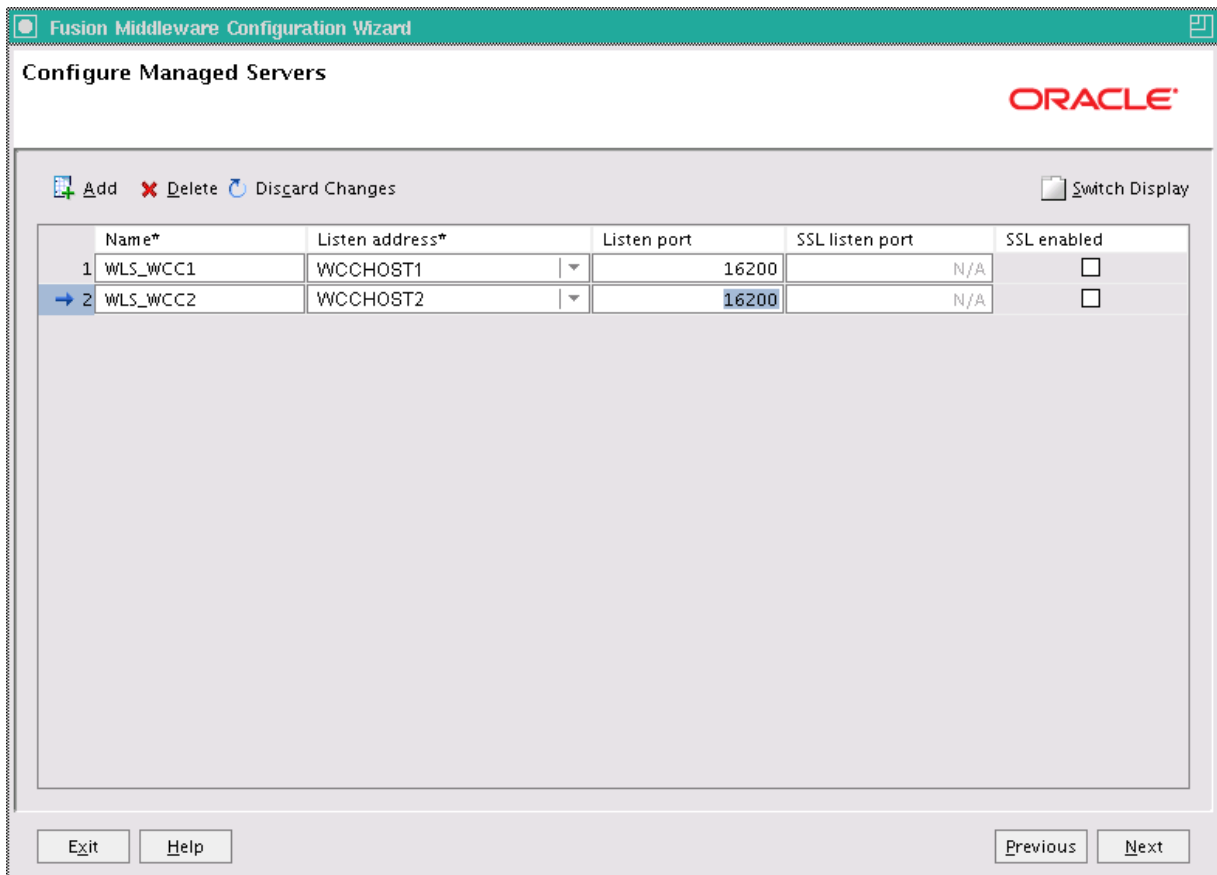 Fusion Middleware Configuration Wizard
Configure Managed Servers
ORACLE
Add Delete Discard Changes Switch Display
Name* Listen address* Listen port SSL listen port SSL enabled
1 WLS_WCC1 WCCHOST1 16200 N/A
2 WLS_WCC2 WCCHOST2 16200 N/A
Exit Help Previous Next